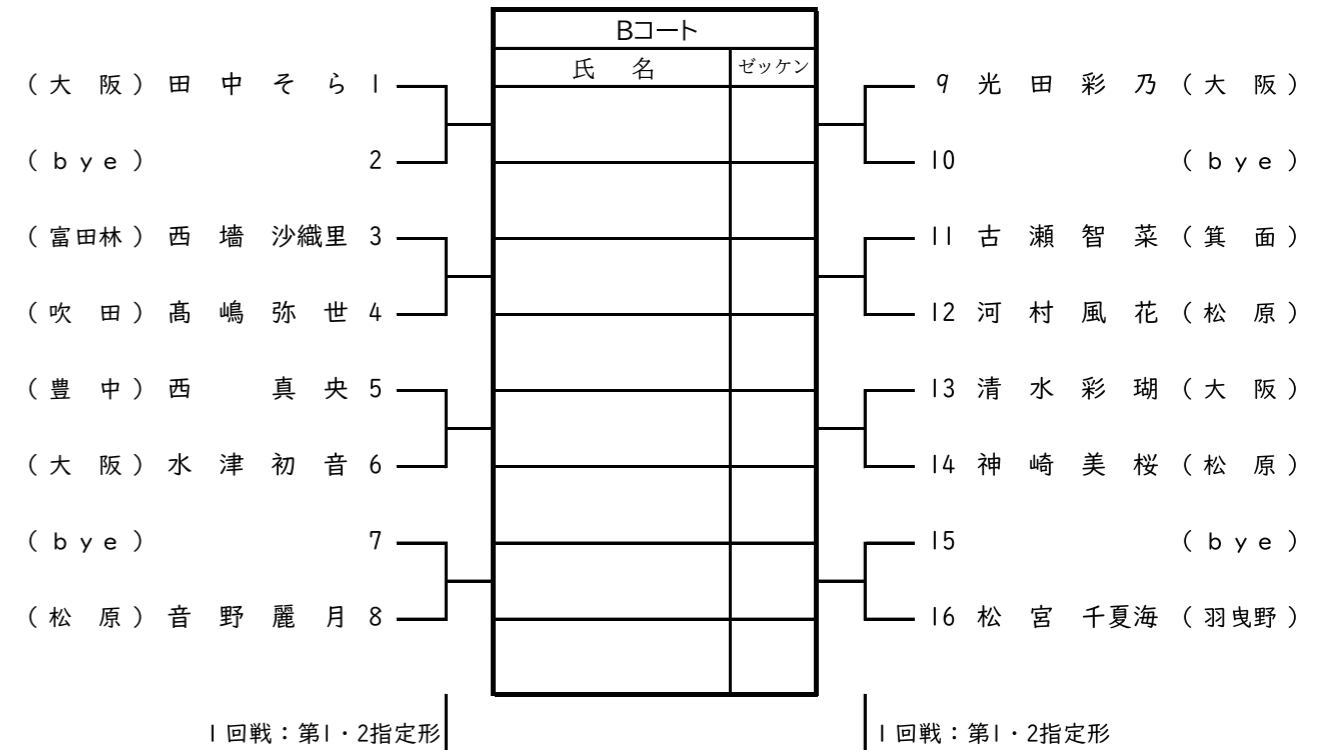 Bコート
氏 名 ゼッケン
(大 阪) 田 中 そ ら 1
(bye) 2
(富田林) 西 墻 沙織里 3
(吹 田) 髙 嶋 弥 世 4
(豊 中) 西 真 央 5
(大 阪) 水 津 初 音 6
(bye) 7
(松 原) 音 野 麗 月 8
1回戦：第1・2指定形
9 光 田 彩 乃 (大 阪)
10 (bye)
11 古 瀬 智 菜 (箕 面)
12 河 村 風 花 (松 原)
13 清 水 彩 瑚 (大 阪)
14 神 崎 美 桜 (松 原)
15 (bye)
16 松 宮 千夏海 (羽曳野)
1回戦：第1・2指定形